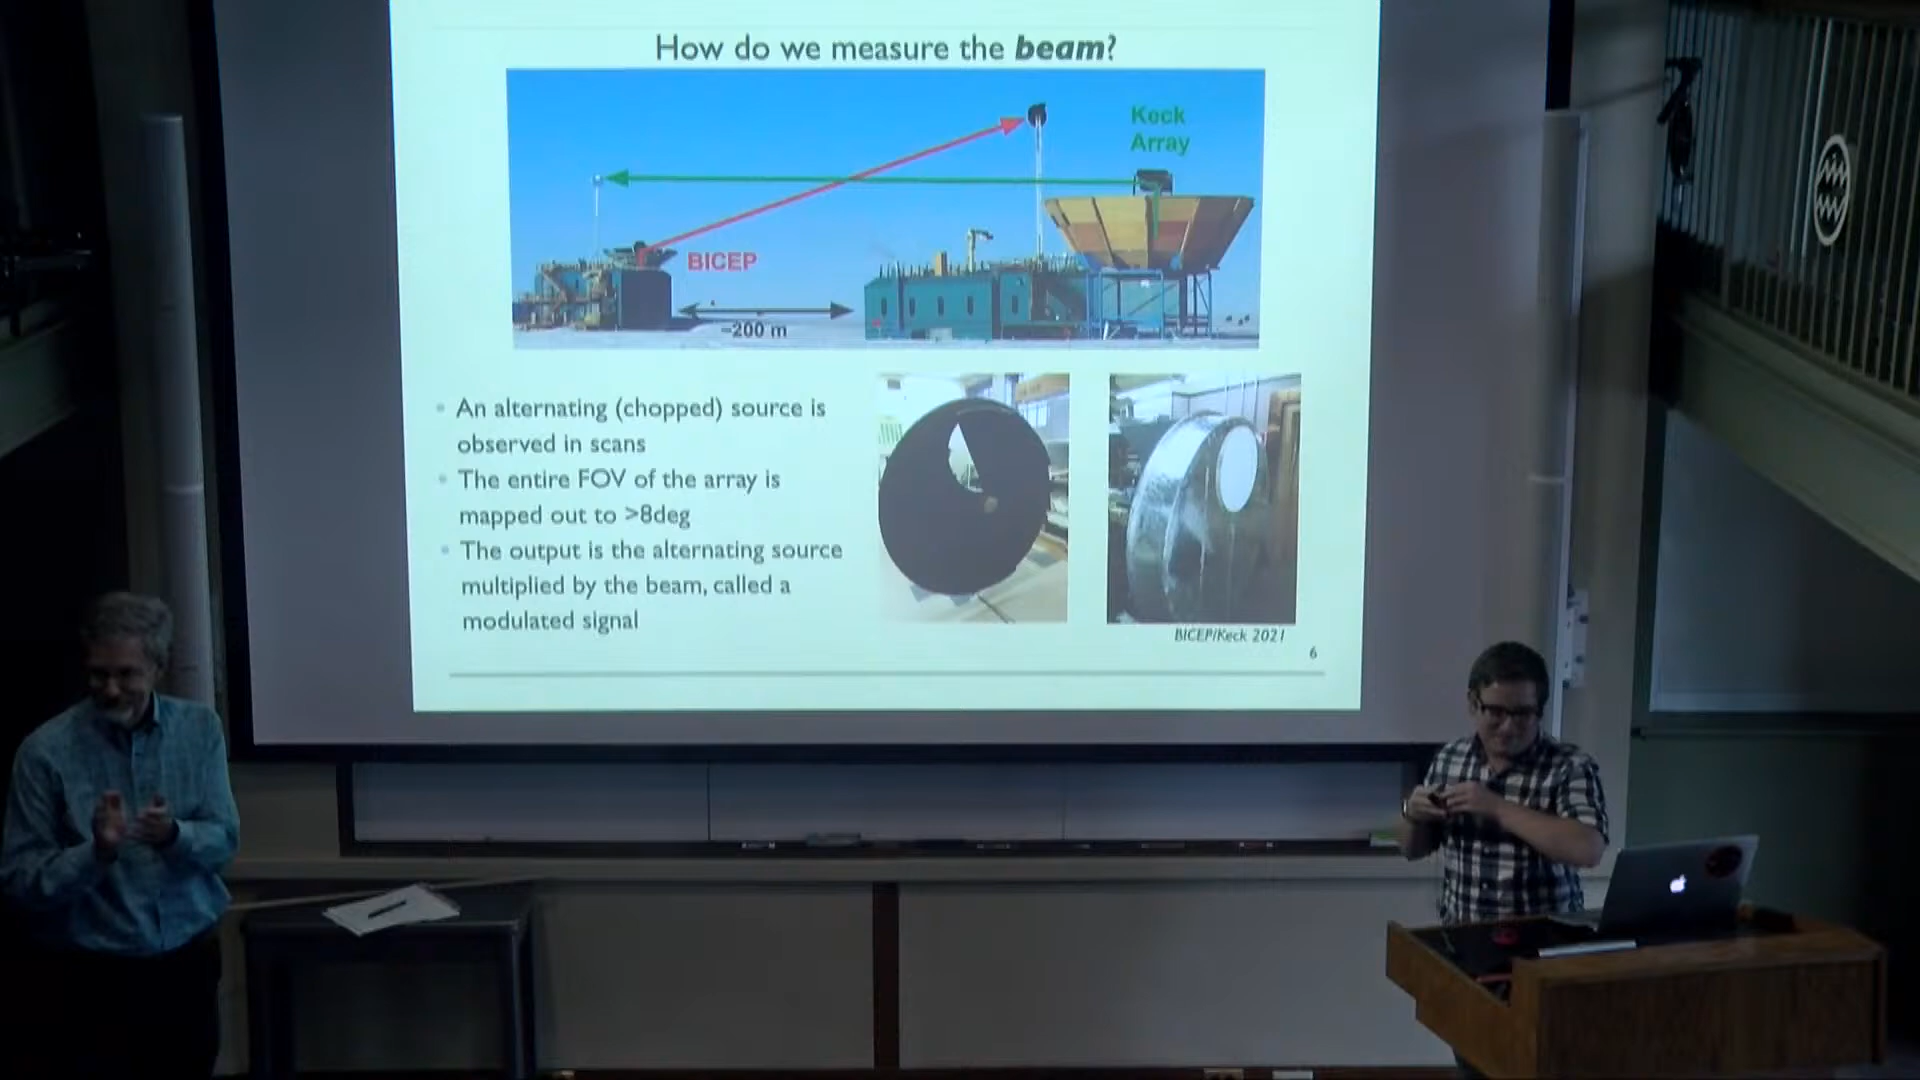 How do we measure the beam?
Keck
Array
BICEP
~200 m
• An alternating (chopped) source is
observed in scans
• The entire FOV of the array is
mapped out to >8deg
• The output is the alternating source
multiplied by the beam, called a
modulated signal
BICEP/Keck 2021
6